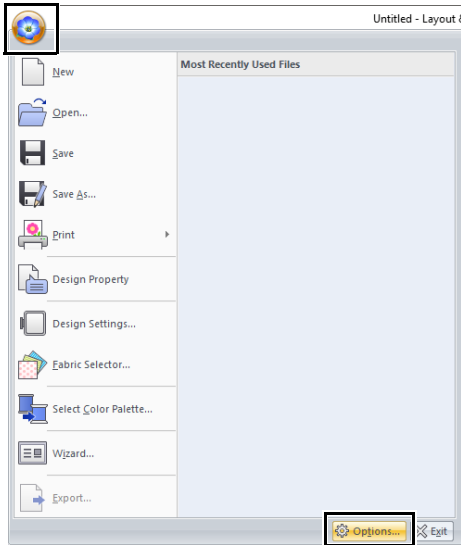 Untitled - Layout &
Most Recently Used Files
New
Open...
Save
Save As...
Print
Design Property
Design Settings...
Fabric Selector...
Select Color Palette...
Wizard...
Export...
Options... Exit